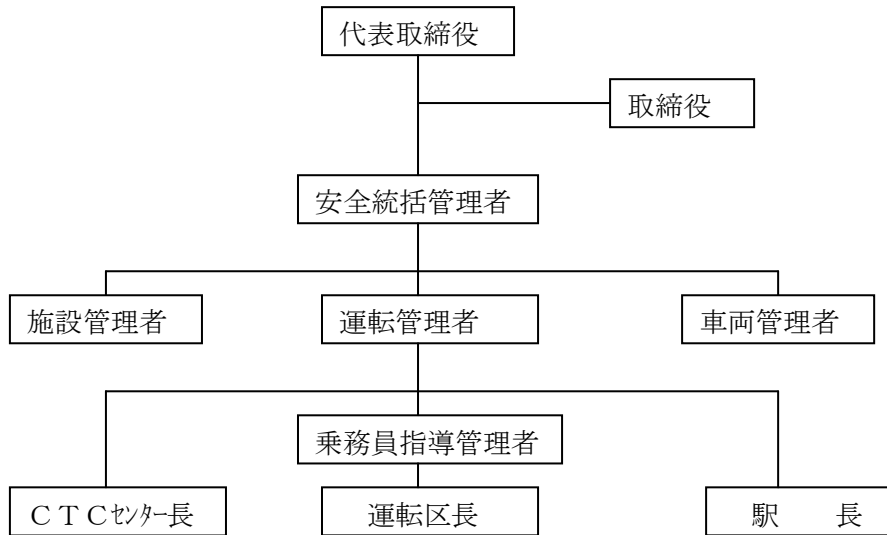 代表取締役
取締役
安全統括管理者
施設管理者
運転管理者
車両管理者
乗務員指導管理者
ＣＴＣｾﾝﾀｰ長
運転区長
駅　　長